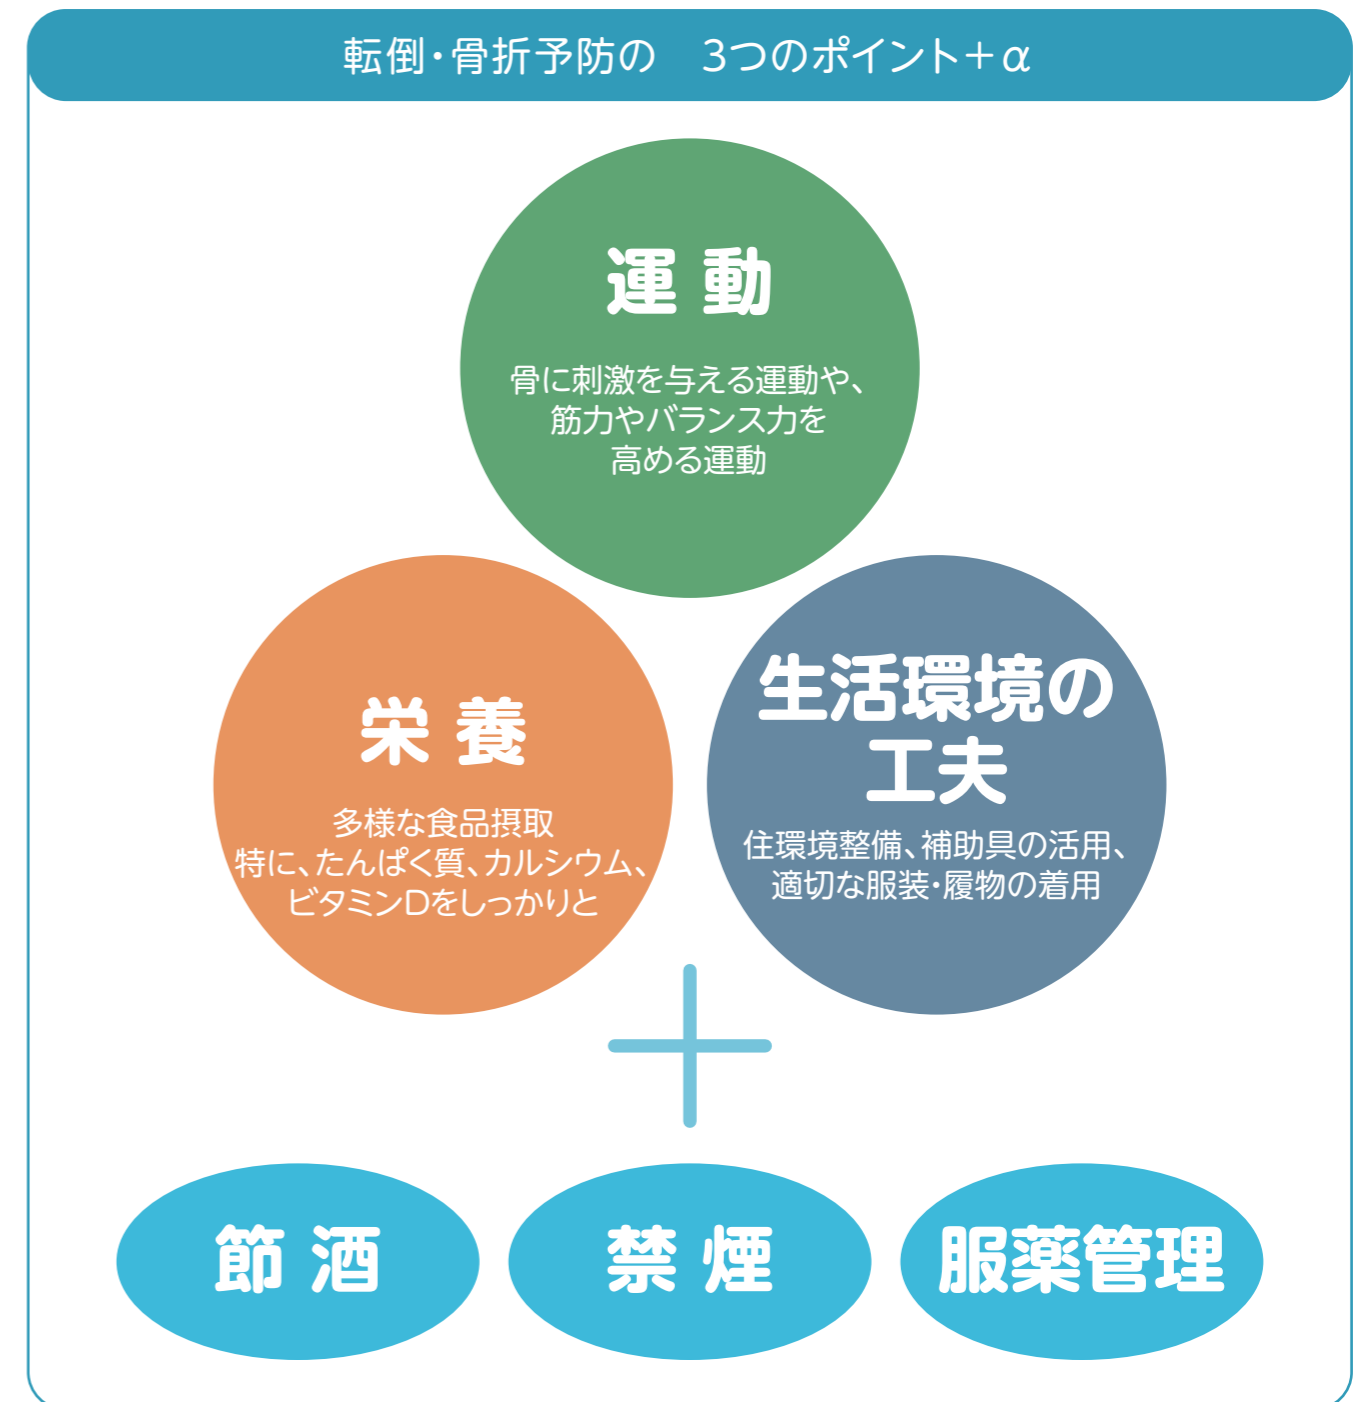 転倒・骨折予防の　3つのポイント＋α
運 動
骨に刺激を与える運動や、
筋力やバランス力を
高める運動
栄 養
多様な食品摂取
特に、たんぱく質、カルシウム、
ビタミンDをしっかりと
生活環境の
工夫
住環境整備、補助具の活用、
適切な服装・履物の着用
節 酒
禁 煙
服薬管理